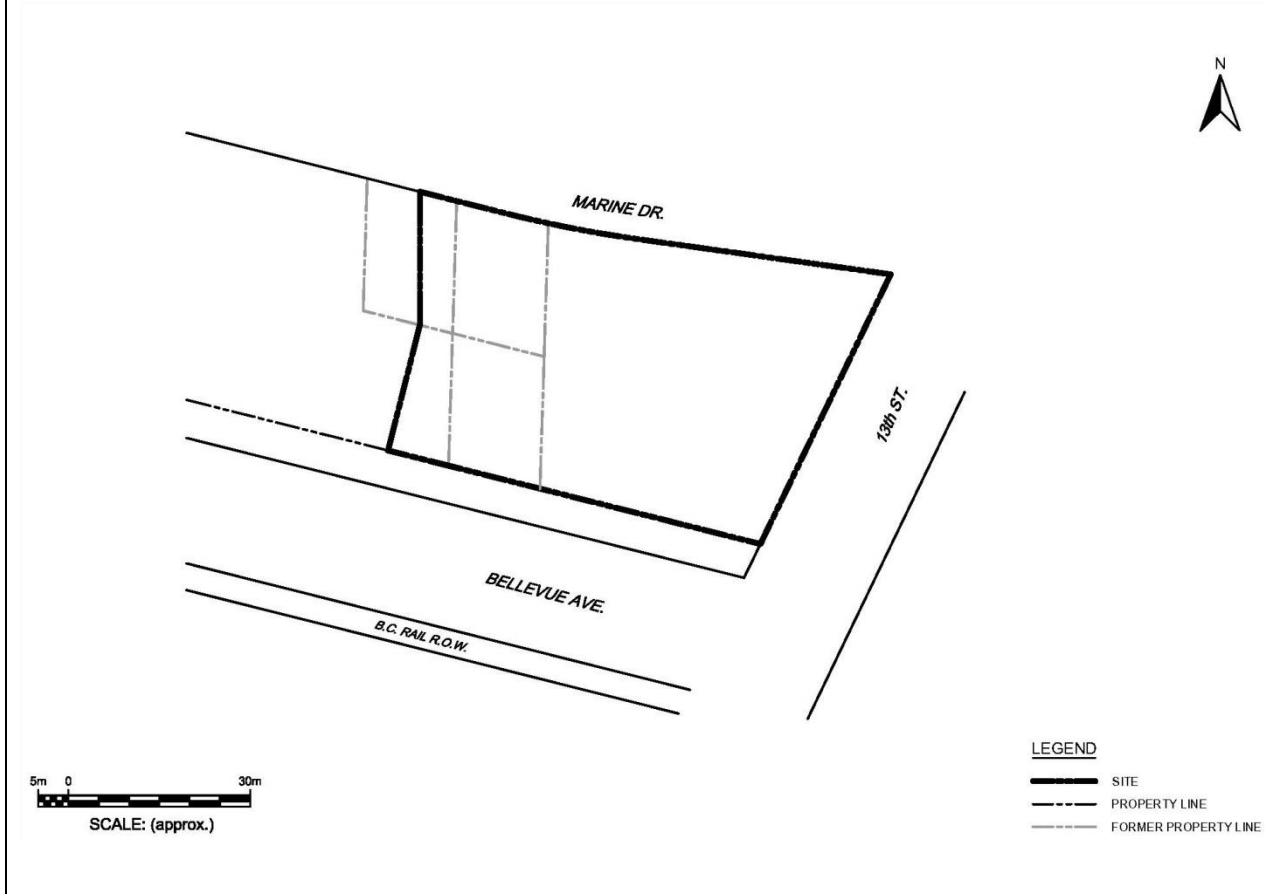 N
MARINE DR.
13th ST.
BELLEVUE AVE.
B.C. RAIL R.O.W.
5m 0 30m
SCALE: (approx.)
LEGEND
SITE
PROPERTY LINE
FORMER PROPERTY LINE